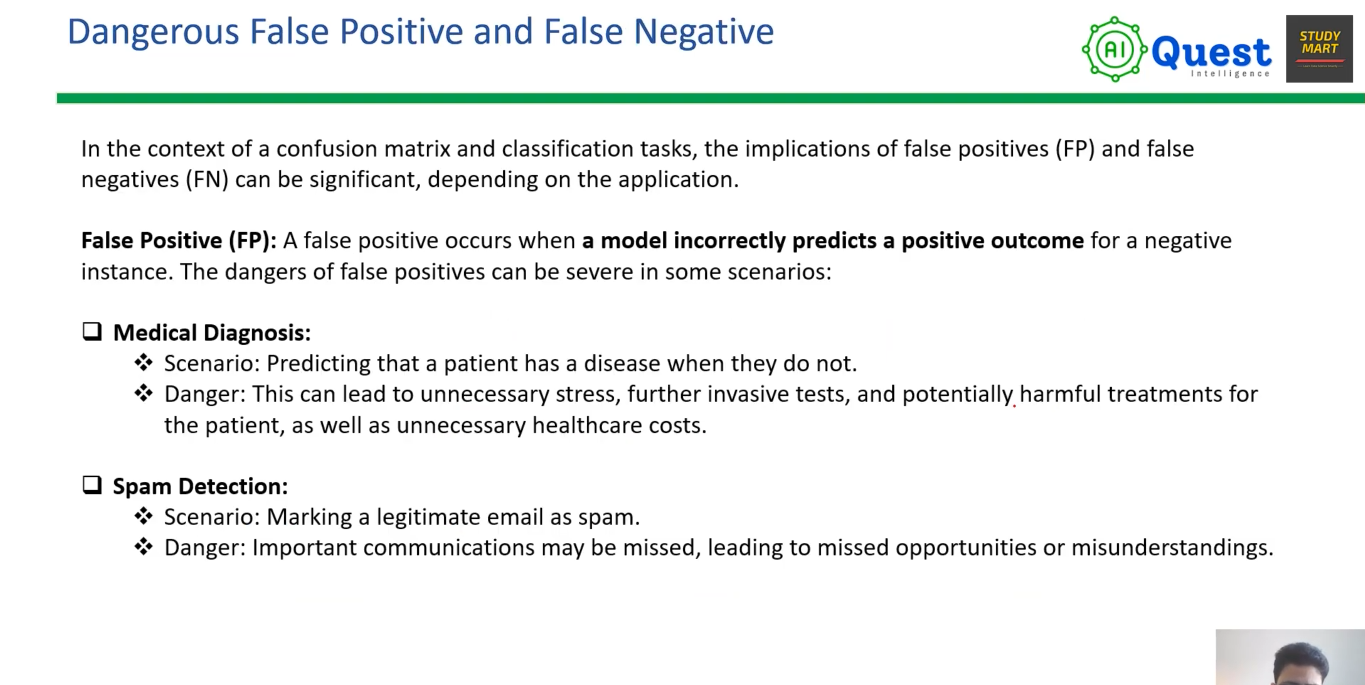 Dangerous False Positive and False Negative
AI Quest
Intelligence
STUDY
MART
In the context of a confusion matrix and classification tasks, the implications of false positives (FP) and false
negatives (FN) can be significant, depending on the application.
False Positive (FP): A false positive occurs when a model incorrectly predicts a positive outcome for a negative
instance. The dangers of false positives can be severe in some scenarios:
❑ Medical Diagnosis:
❖ Scenario: Predicting that a patient has a disease when they do not.
❖ Danger: This can lead to unnecessary stress, further invasive tests, and potentially harmful treatments for
the patient, as well as unnecessary healthcare costs.
❑ Spam Detection:
❖ Scenario: Marking a legitimate email as spam.
❖ Danger: Important communications may be missed, leading to missed opportunities or misunderstandings.